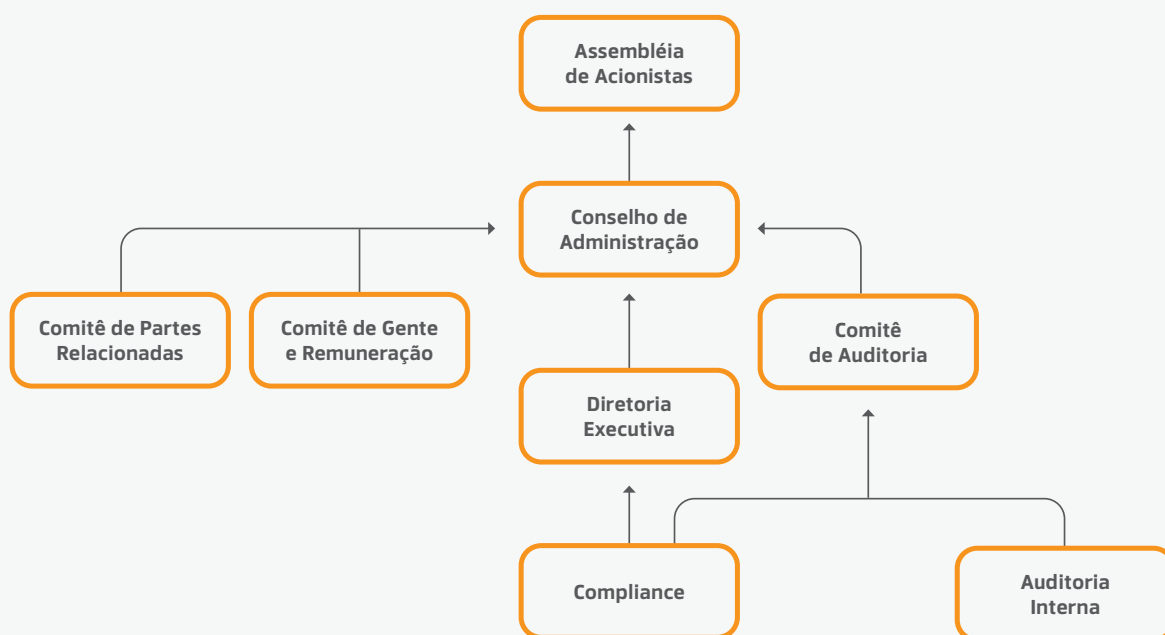 Assembléia
de Acionistas
Conselho de
Administração
Comitê de Partes
Relacionadas
Comitê de Gente
e Remuneração
Comitê
de Auditoria
Diretoria
Executiva
Compliance
Auditoria
Interna